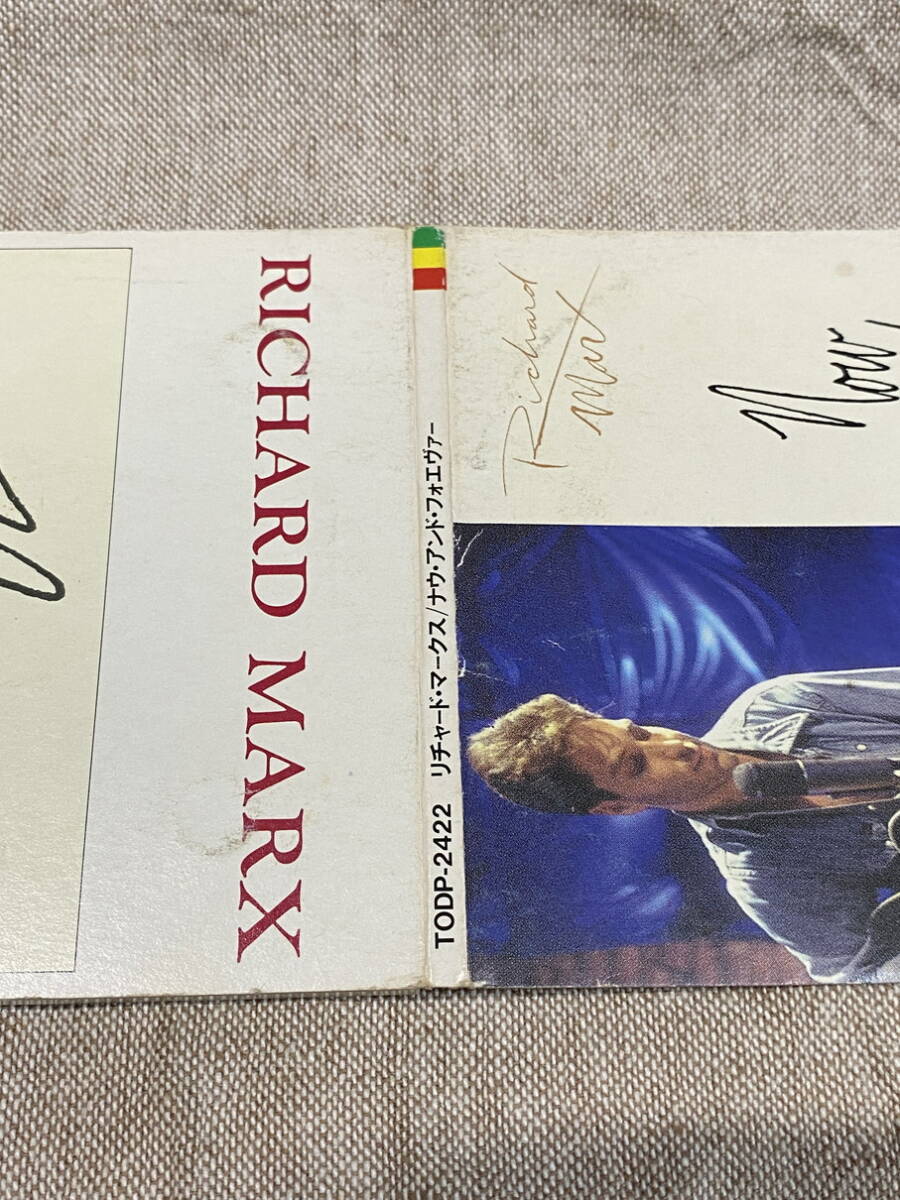 RICHARD MARX
TODP-2422 リチャード・マークス/ナウ・アンド・フォエヴァー
Richard
Marx
Now,